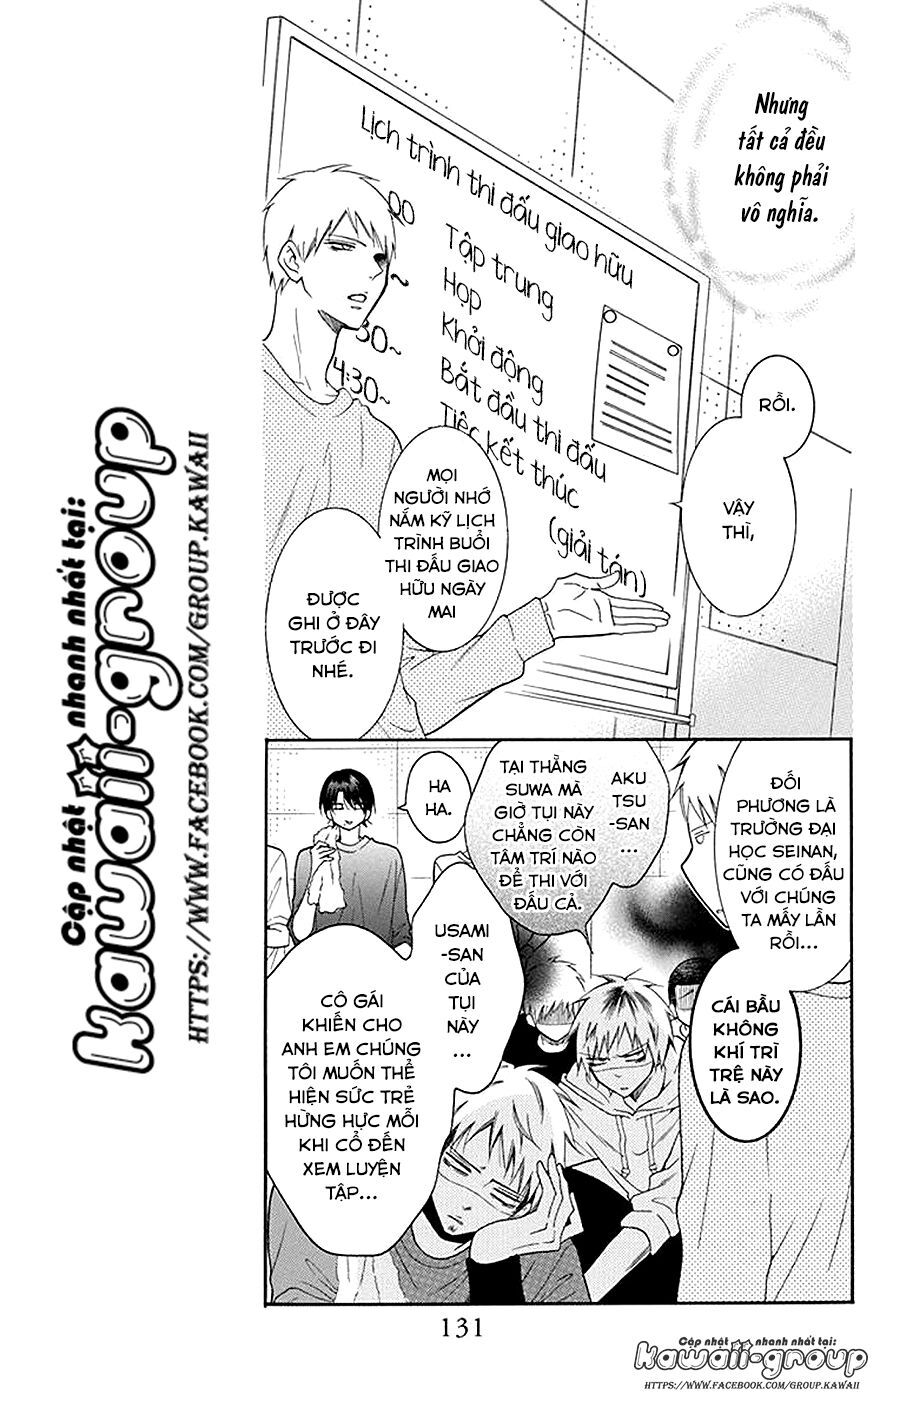 Nhưng
tất cả đều
không phải
vô nghĩa.
Lịch trình thi đấu giao hữu
00 Tập trung
~ Họp
30~ Khởi động
4:30~ Bắt đầu thi đấu
Tiệc kết thúc
(giải tán)
RỒI.
VẬY
THÌ,
MỌI
NGƯỜI NHỚ
NẮM KỸ LỊCH
TRÌNH BUỔI
THI ĐẤU GIAO
HỮU NGÀY
MAI
ĐƯỢC
GHI Ở ĐÂY
TRƯỚC ĐI
NHÉ.
ĐỐI
PHƯƠNG LÀ
TRƯỜNG ĐẠI
HỌC SEINAN,
CŨNG CÓ ĐẤU
VỚI CHÚNG
TA MẤY LẦN
RỒI...
CÁI BẦU
KHÔNG
KHÍ TRÌ
TRỆ NÀY
LÀ SAO.
AKU
TSU
-SAN
...
TẠI THẰNG
SUWA MÀ
GIỜ TỤI NÀY
CHẲNG CÒN
TÂM TRÍ NÀO
ĐỂ THI VỚI
ĐẤU CẢ.
HA
HA.
USAMI
-SAN
CỦA
TỤI
NÀY
...
CÔ GÁI
KHIẾN CHO
ANH EM CHÚNG
TÔI MUỐN THỂ
HIỆN SỨC TRẺ
HỪNG HỰC MỖI
KHI CỔ ĐẾN
XEM LUYỆN
TẬP...
131
Cập nhật nhanh nhất tại:
kawaii-group
HTTPS://WWW.FACEBOOK.COM/GROUP.KAWAII
Cập nhật nhanh nhất tại:
kawaii-group
HTTPS://WWW.FACEBOOK.COM/GROUP.KAWAII